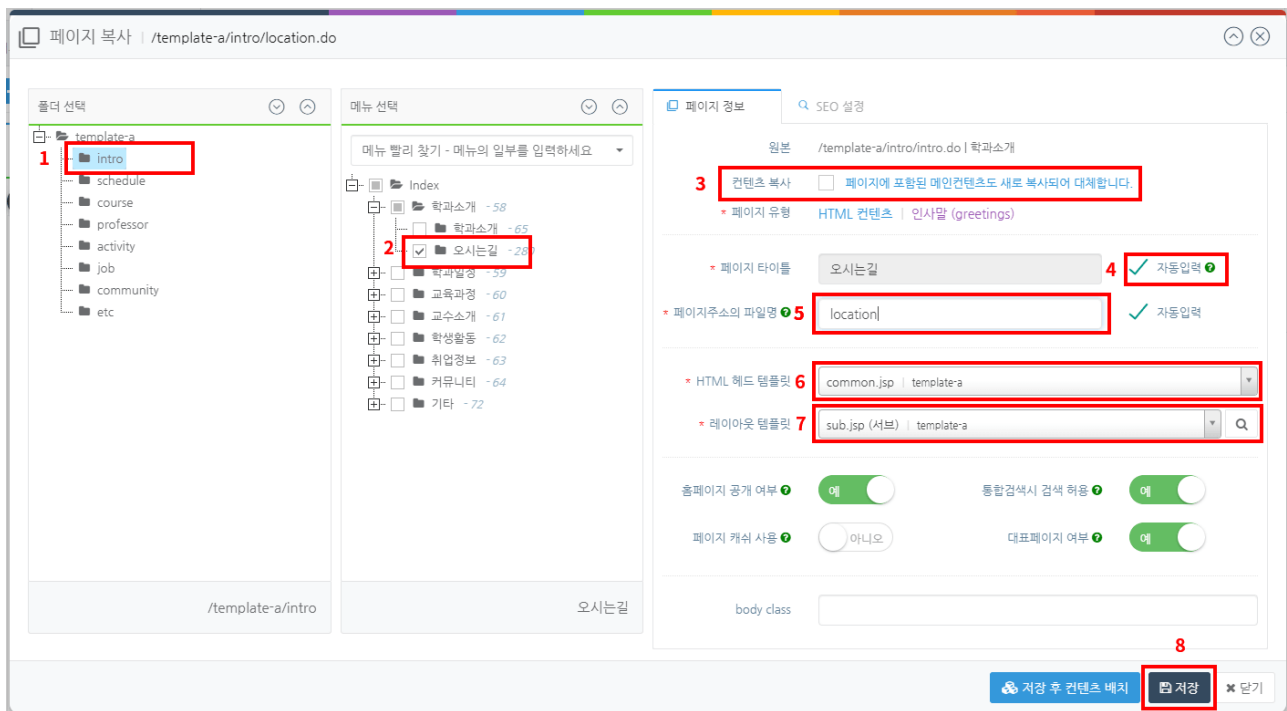 페이지 복사 | /template-a/intro/location.do
폴더 선택
template-a
1 intro
schedule
course
professor
activity
job
community
etc
/template-a/intro
메뉴 선택
메뉴 빨리 찾기 - 메뉴의 일부를 입력하세요
Index
학과소개 - 58
학과소개 - 65
2 오시는길 - 280
학과일정 - 59
교육과정 - 60
교수소개 - 61
학생활동 - 62
취업정보 - 63
커뮤니티 - 64
기타 - 72
오시는길
페이지 정보 SEO 설정
원본 /template-a/intro/intro.do | 학과소개
3 컨텐츠 복사 페이지에 포함된 메인컨텐츠도 새로 복사되어 대체합니다.
* 페이지 유형 HTML 컨텐츠 | 인사말 (greetings)
* 페이지 타이틀 오시는길 4 자동입력
* 페이지주소의 파일명 5 location 자동입력
* HTML 헤드 템플릿 6 common.jsp | template-a
* 레이아웃 템플릿 7 sub.jsp (서브) | template-a
홈페이지 공개 여부 예 통합검색시 검색 허용 예
페이지 캐쉬 사용 아니오 대표페이지 여부 예
body class
8
저장 후 컨텐츠 배치 저장 닫기